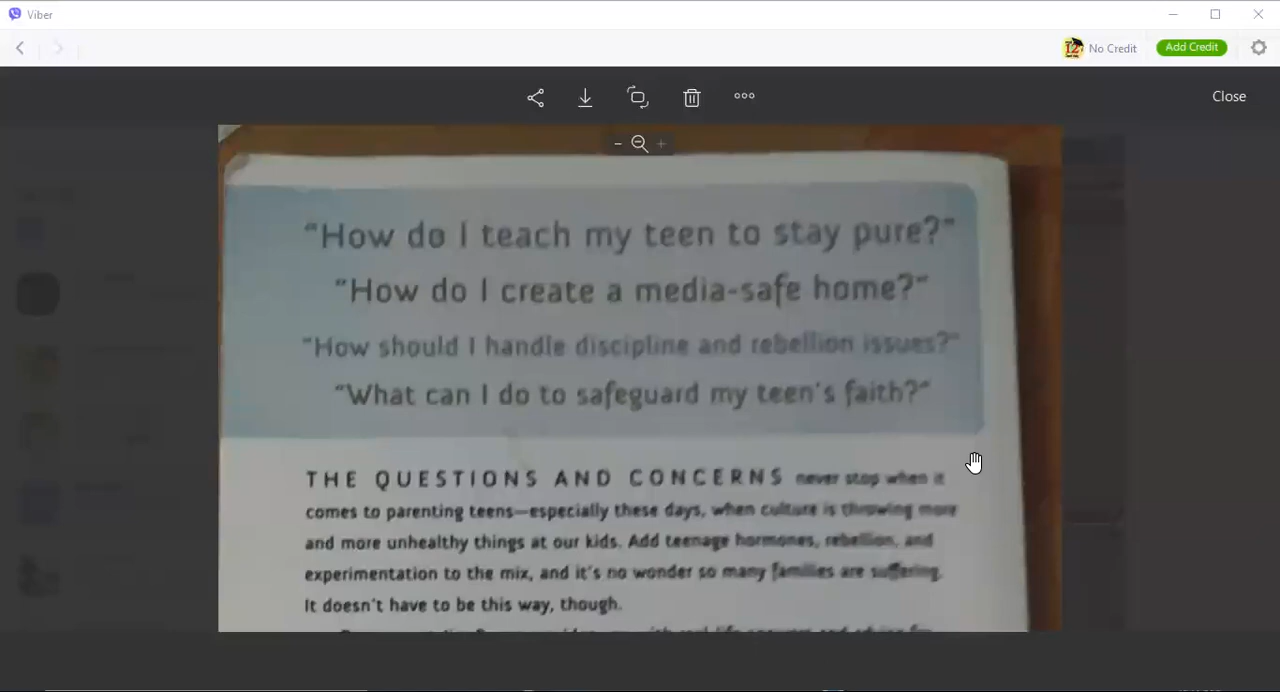 Viber
No Credit
Add Credit
Close
"How do I teach my teen to stay pure?"
"How do I create a media-safe home?"
"How should I handle discipline and rebellion issues?"
"What can I do to safeguard my teen's faith?"
THE QUESTIONS AND CONCERNS never stop when it
comes to parenting teens—especially these days, when culture is throwing more
and more unhealthy things at our kids. Add teenage hormones, rebellion, and
experimentation to the mix, and it's no wonder so many families are suffering.
It doesn't have to be this way, though.